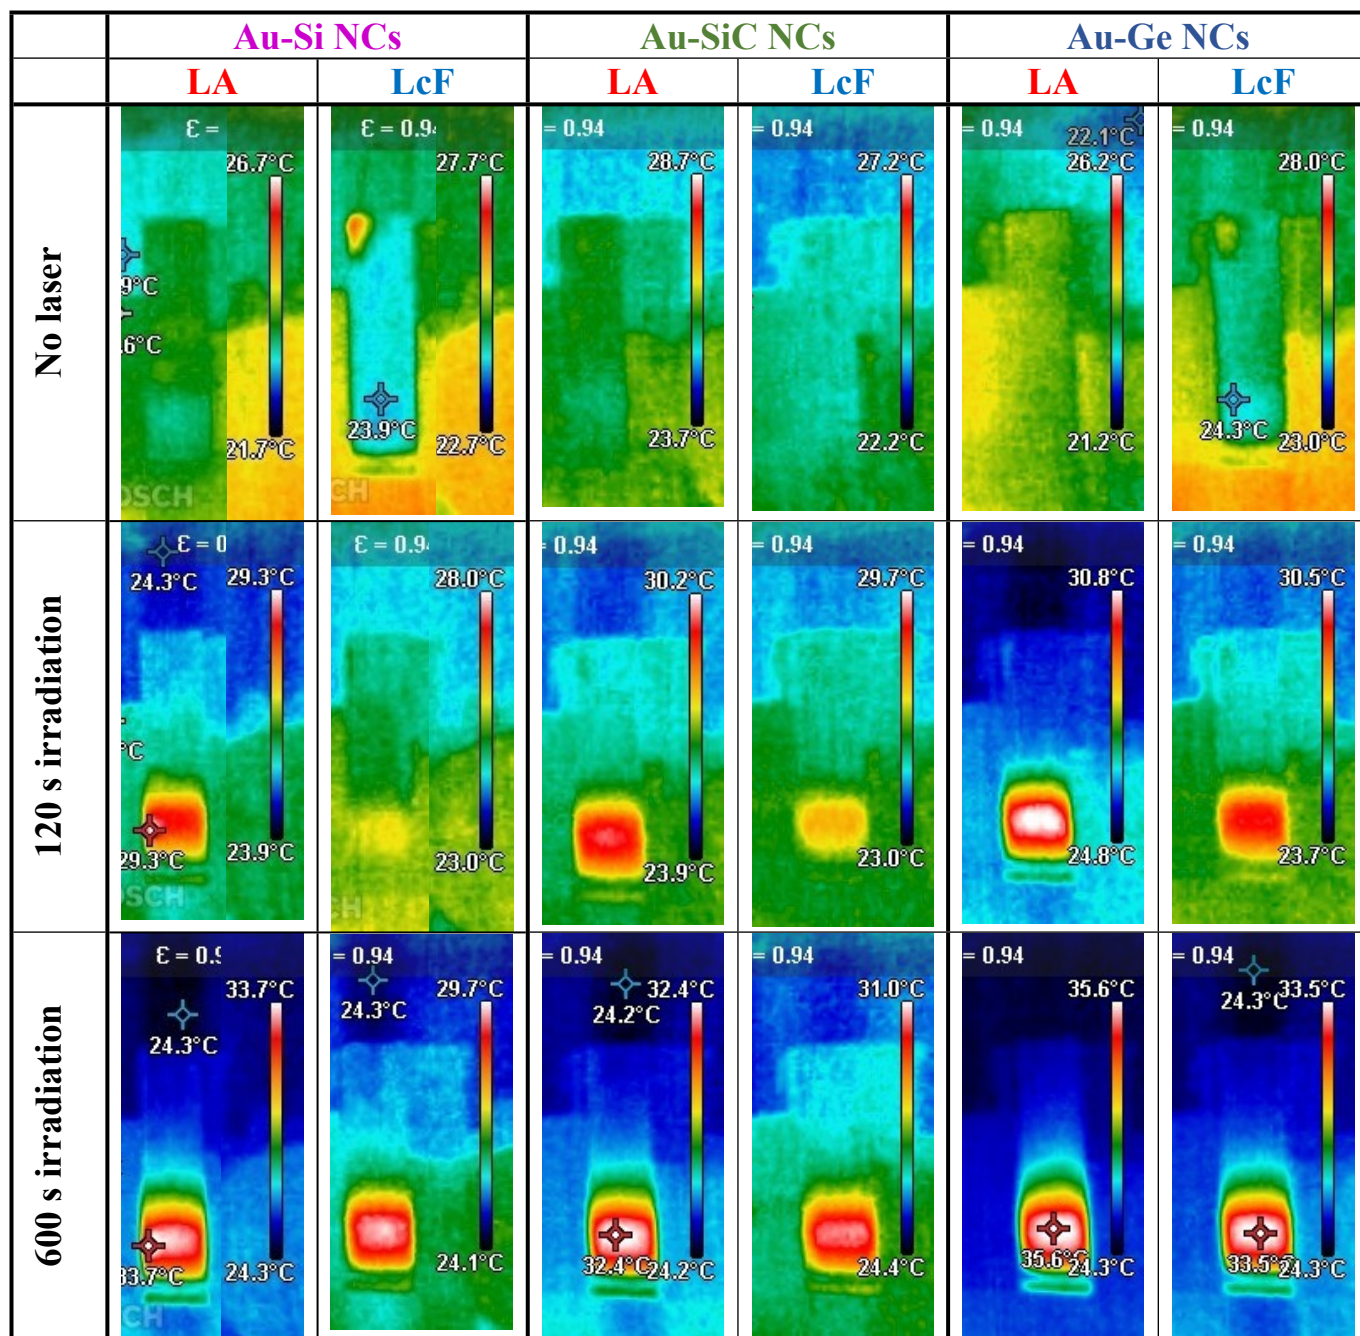 Au-Si NCs Au-SiC NCs Au-Ge NCs
LA LcF LA LcF LA LcF
No laser
Ɛ = Ɛ = 0.94 = 0.94 = 0.94 = 0.94 = 0.94
22.1°C
26.7°C 27.7°C 28.7°C 27.2°C 26.2°C 28.0°C
9°C
.6°C
23.9°C 24.3°C
21.7°C 22.7°C 23.7°C 22.2°C 21.2°C 23.0°C
OSCH CH
120 s irradiation
Ɛ = 0 Ɛ = 0.94 = 0.94 = 0.94 = 0.94 = 0.94
24.3°C 29.3°C 28.0°C 30.2°C 29.7°C 30.8°C 30.5°C
°C
29.3°C 23.9°C 23.0°C 23.9°C 23.0°C 24.8°C 23.7°C
OSCH CH
600 s irradiation
Ɛ = 0.9 = 0.94 = 0.94 = 0.94 = 0.94 = 0.94
33.7°C 24.3°C 29.7°C 32.4°C 31.0°C 35.6°C 24.3°C 33.5°C
24.3°C 24.2°C
33.7°C 24.3°C 24.1°C 32.4°C 24.2°C 24.4°C 35.6°C 24.3°C 33.5° 24.3°C
CH